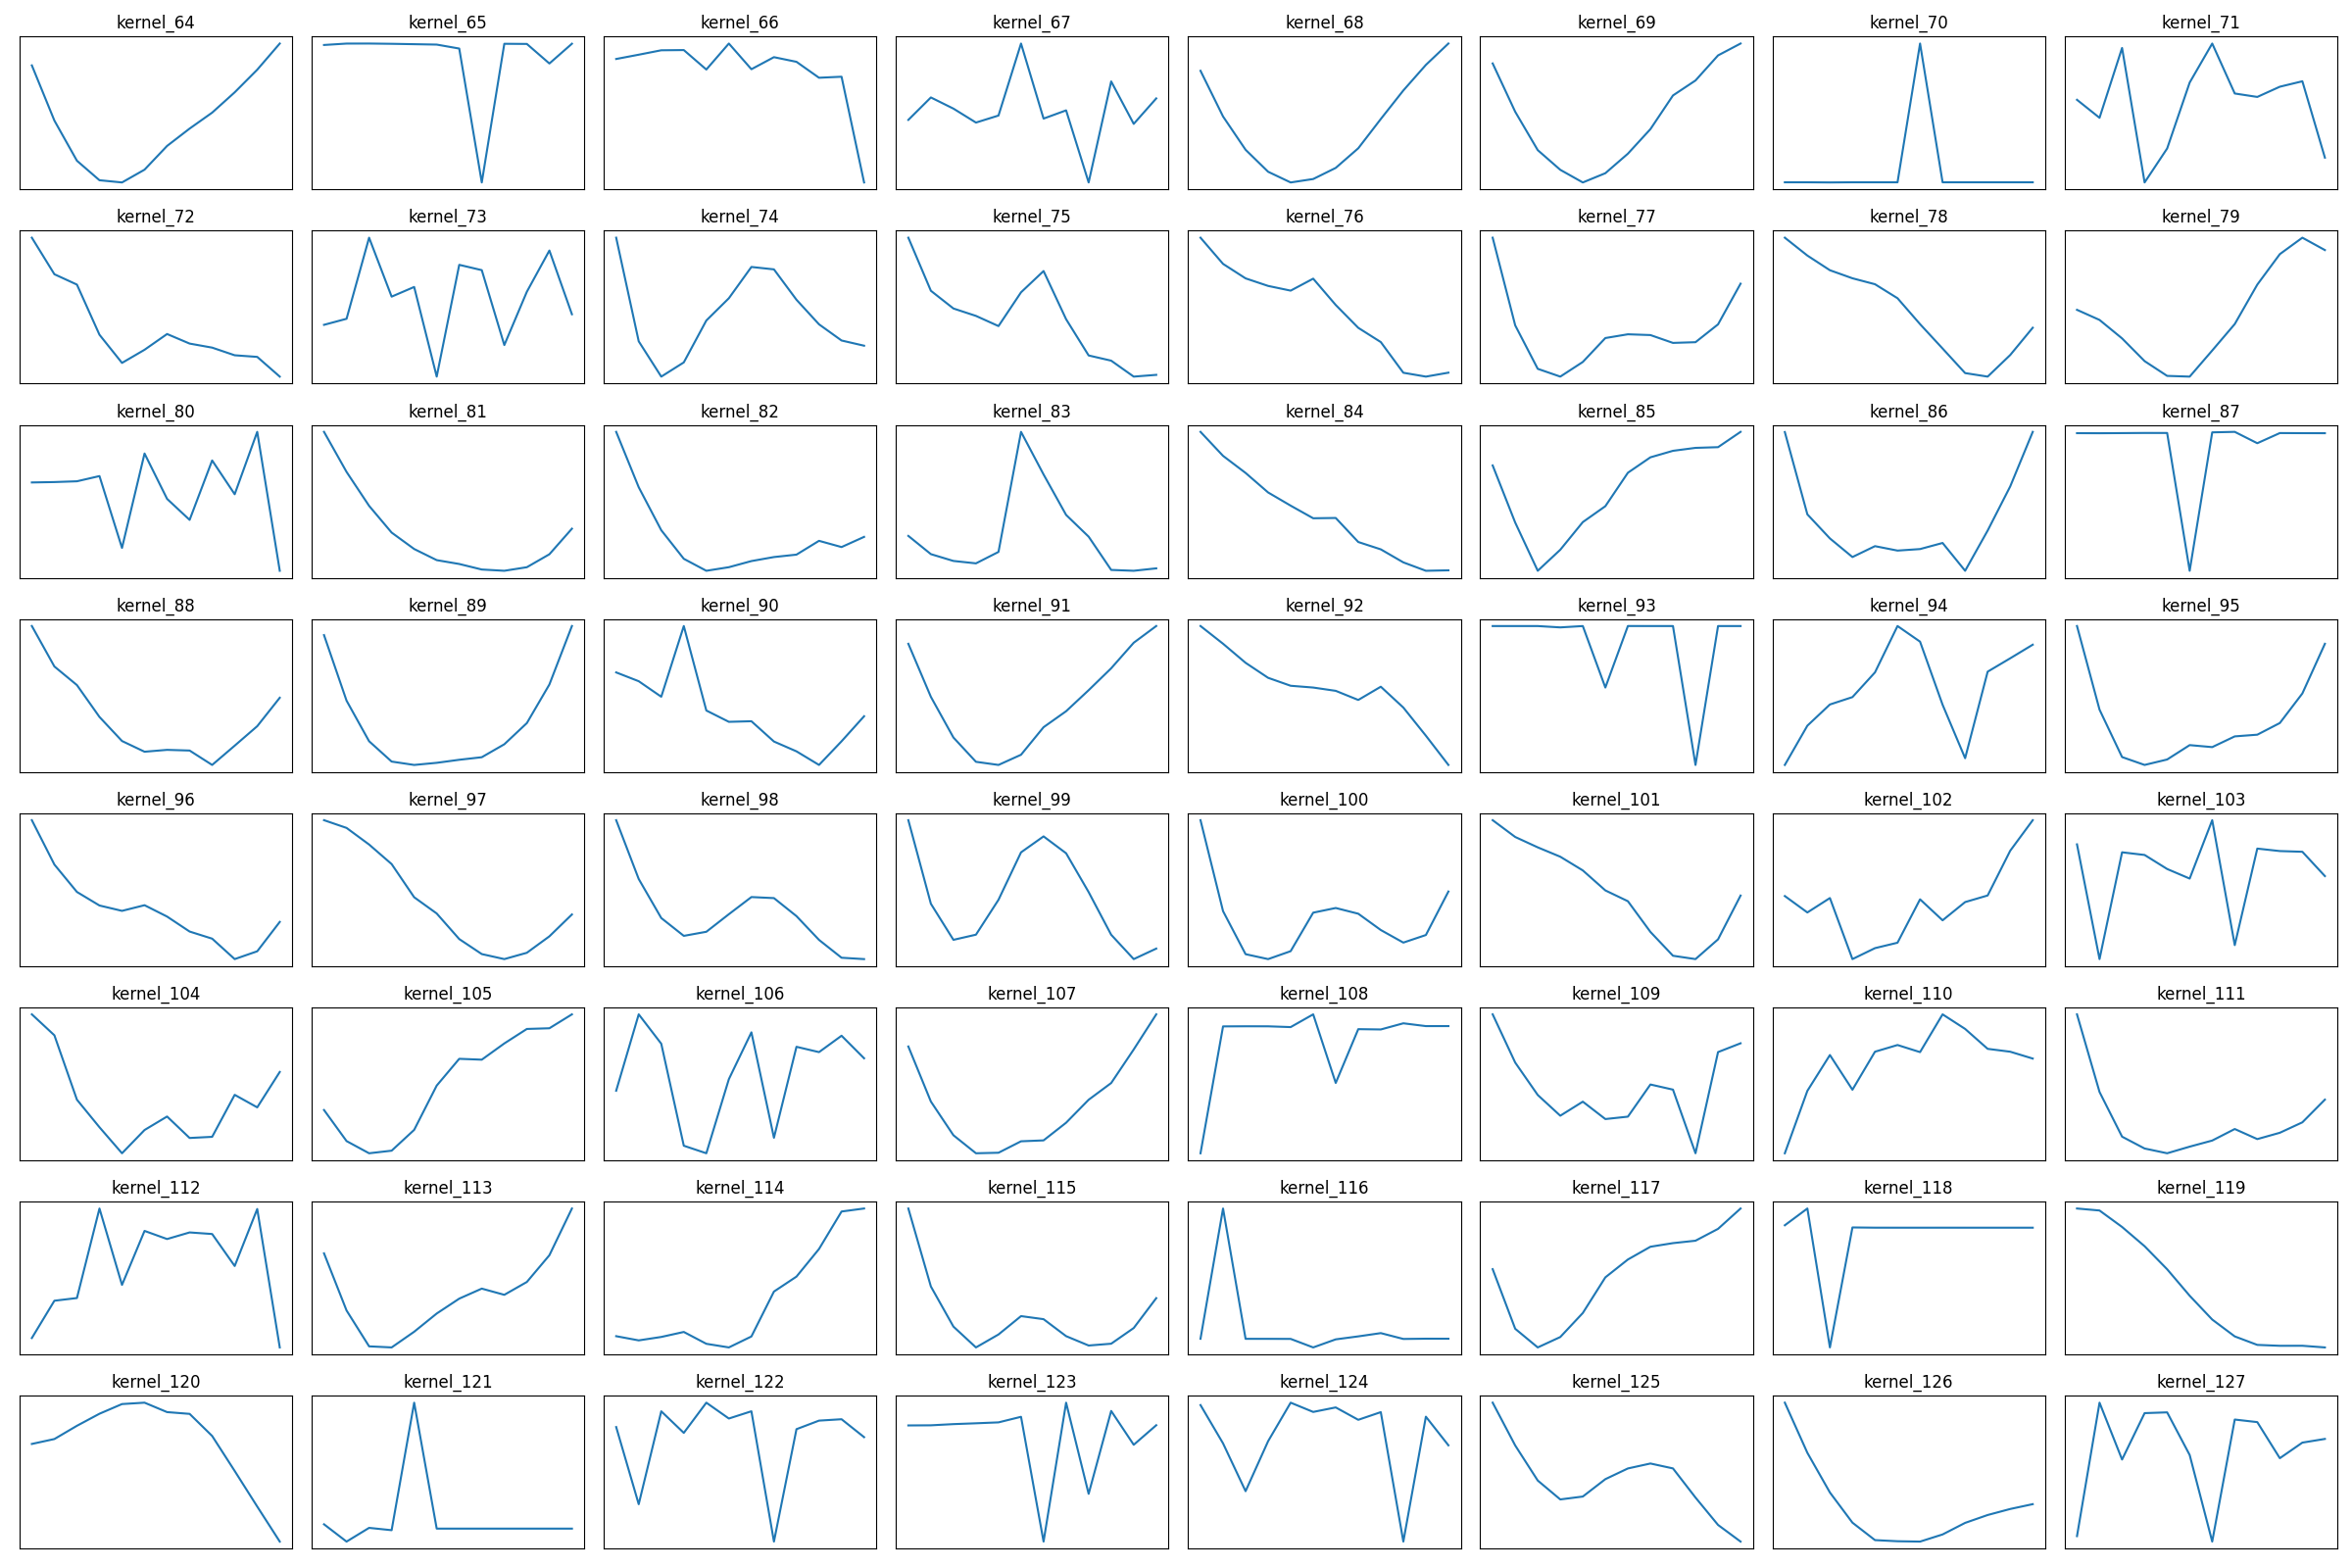 kernel_64 kernel_65 kernel_66 kernel_67 kernel_68 kernel_69 kernel_70 kernel_71
kernel_72 kernel_73 kernel_74 kernel_75 kernel_76 kernel_77 kernel_78 kernel_79
kernel_80 kernel_81 kernel_82 kernel_83 kernel_84 kernel_85 kernel_86 kernel_87
kernel_88 kernel_89 kernel_90 kernel_91 kernel_92 kernel_93 kernel_94 kernel_95
kernel_96 kernel_97 kernel_98 kernel_99 kernel_100 kernel_101 kernel_102 kernel_103
kernel_104 kernel_105 kernel_106 kernel_107 kernel_108 kernel_109 kernel_110 kernel_111
kernel_112 kernel_113 kernel_114 kernel_115 kernel_116 kernel_117 kernel_118 kernel_119
kernel_120 kernel_121 kernel_122 kernel_123 kernel_124 kernel_125 kernel_126 kernel_127